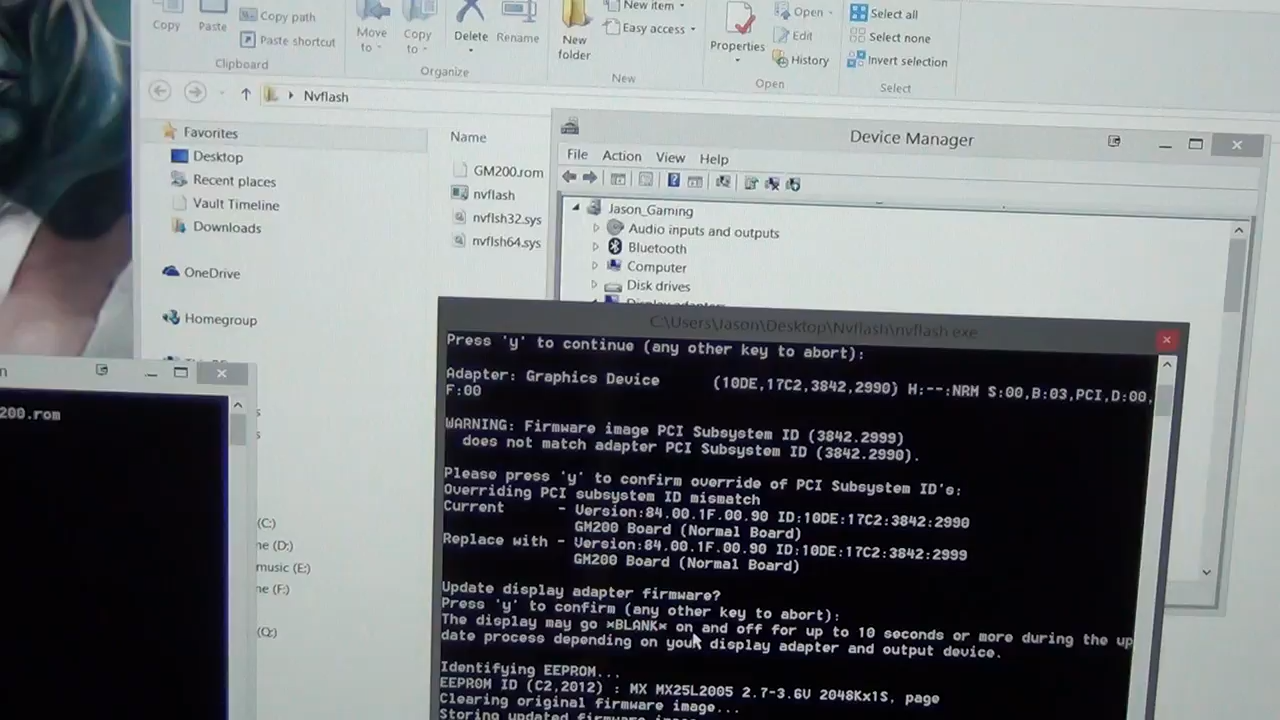 Copy
Paste
Copy path
Paste shortcut
Move to
Copy to
Delete
Rename
New folder
New item
Easy access
Properties
Open
Edit
History
Select all
Select none
Invert selection
Clipboard
Organize
New
Open
Select
Nvflash
Favorites
Desktop
Recent places
Vault Timeline
Downloads
OneDrive
Homegroup
(C:)
ne (D:)
music (E:)
ne (F:)
(Q:)
Name
GM200.rom
nvflash
nvflsh32.sys
nvflsh64.sys
Device Manager
File Action View Help
Jason_Gaming
Audio inputs and outputs
Bluetooth
Computer
Disk drives
Display adapters
n
200.rom
C:\Users\Jason\Desktop\Nvflash\nvflash.exe
Press 'y' to continue (any other key to abort):
Adapter: Graphics Device (10DE,17C2,3842,2990) H:--:NRM S:00,B:03,PCI,D:00,
F:00
WARNING: Firmware image PCI Subsystem ID (3842.2999)
does not match adapter PCI Subsystem ID (3842.2990).
Please press 'y' to confirm override of PCI Subsystem ID's:
Overriding PCI subsystem ID mismatch
Current - Version:84.00.1F.00.90 ID:10DE:17C2:3842:2990
GM200 Board (Normal Board)
Replace with - Version:84.00.1F.00.90 ID:10DE:17C2:3842:2999
GM200 Board (Normal Board)
Update display adapter firmware?
Press 'y' to confirm (any other key to abort):
The display may go *BLANK* on and off for up to 10 seconds or more during the up
date process depending on your display adapter and output device.
Identifying EEPROM...
EEPROM ID (C2,2012) : MX MX25L2005 2.7-3.6V 2048Kx1S, page
Clearing original firmware image...
Storing updated firmware image